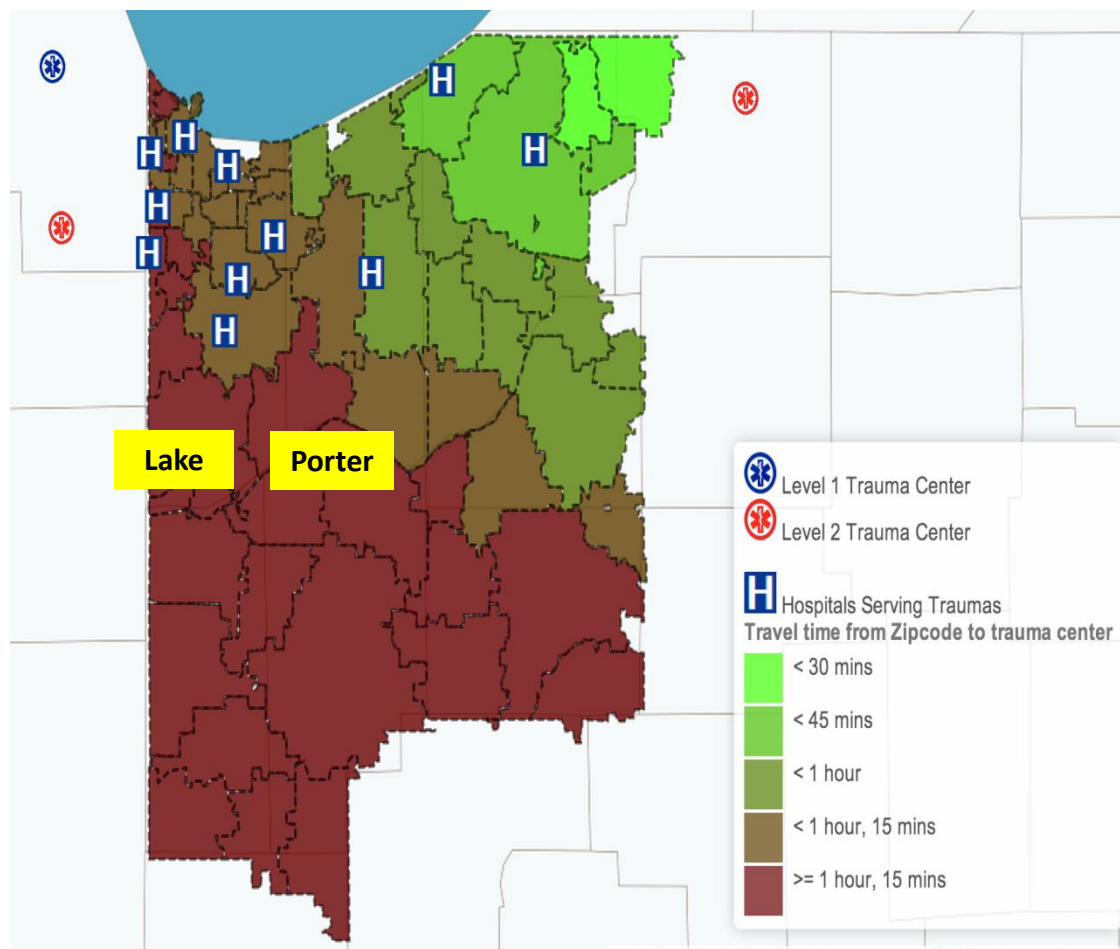 H
H
H
H
H
H
H
H
H
H
H
Lake
Porter
Level 1 Trauma Center
Level 2 Trauma Center
H
Hospitals Serving Traumas
Travel time from Zipcode to trauma center
< 30 mins
< 45 mins
< 1 hour
< 1 hour, 15 mins
>= 1 hour, 15 mins